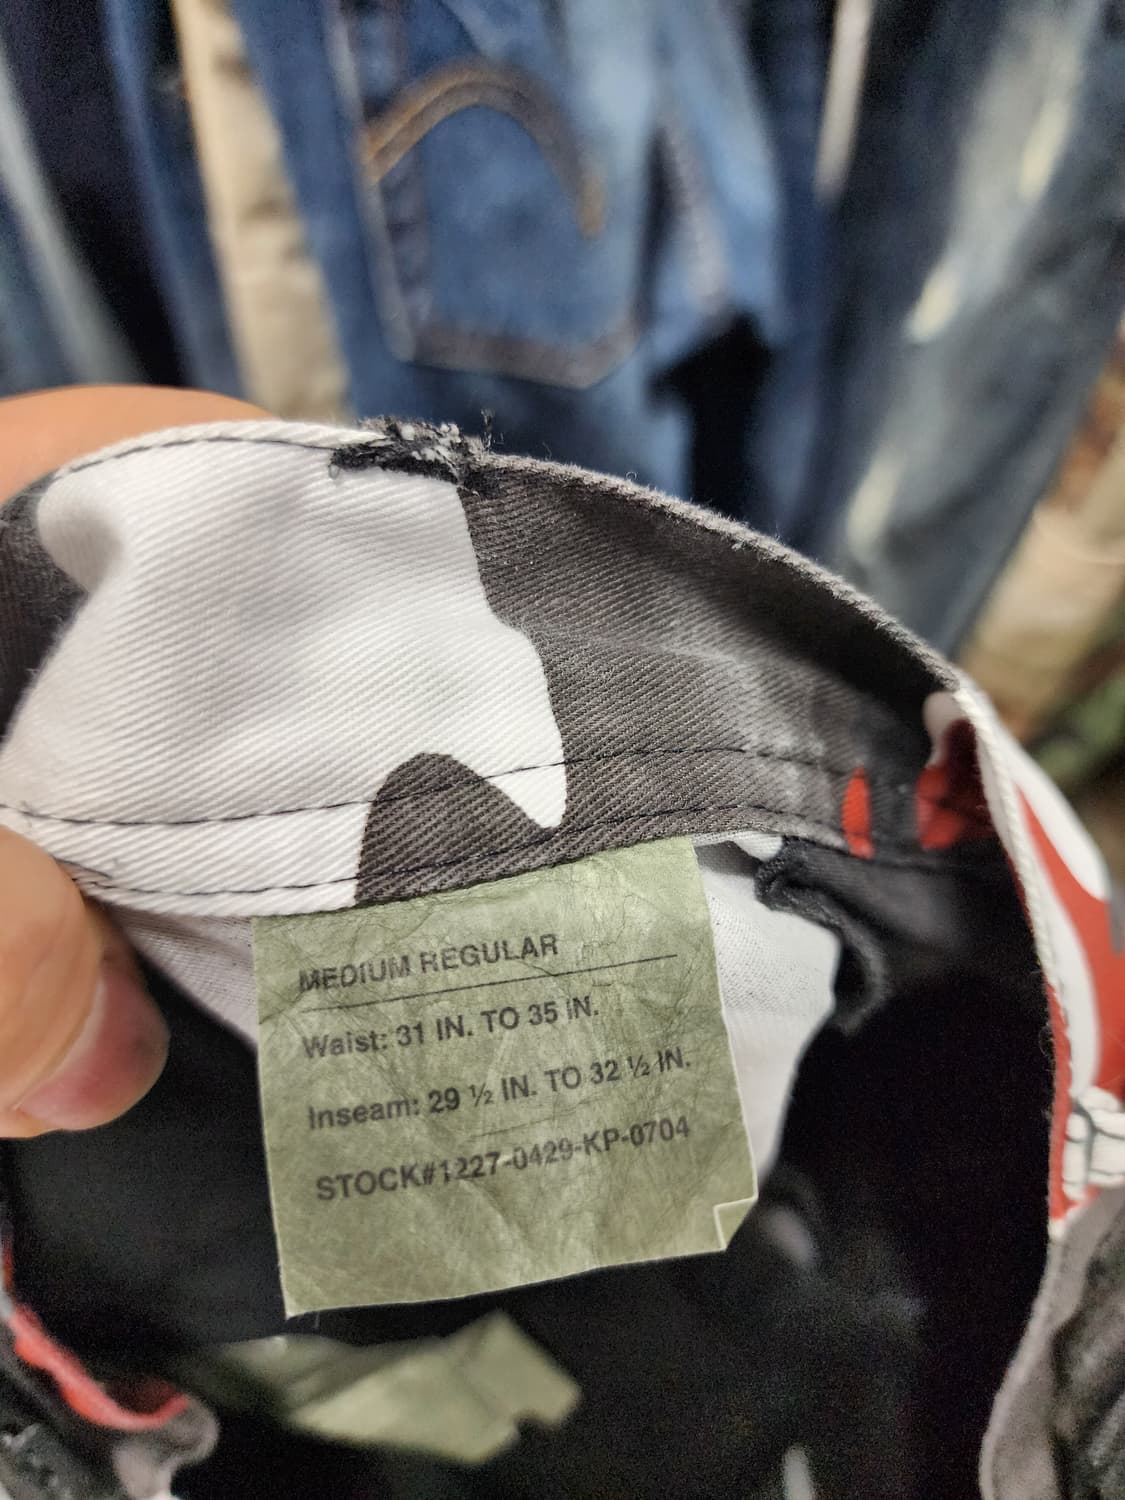 MEDIUM REGULAR
Waist: 31 IN. TO 35 IN.
Inseam: 29 ½ IN. TO 32 ½ IN.
STOCK#1227-0429-KP-0704